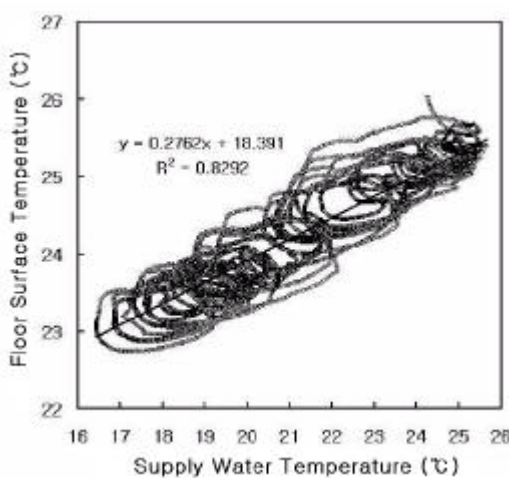 27
26
y = 0.2762x + 18.391
R² = 0.8292
25
24
23
22
16 17 18 19 20 21 22 23 24 25 26
Floor Surface Temperature (℃)
Supply Water Temperature (℃)